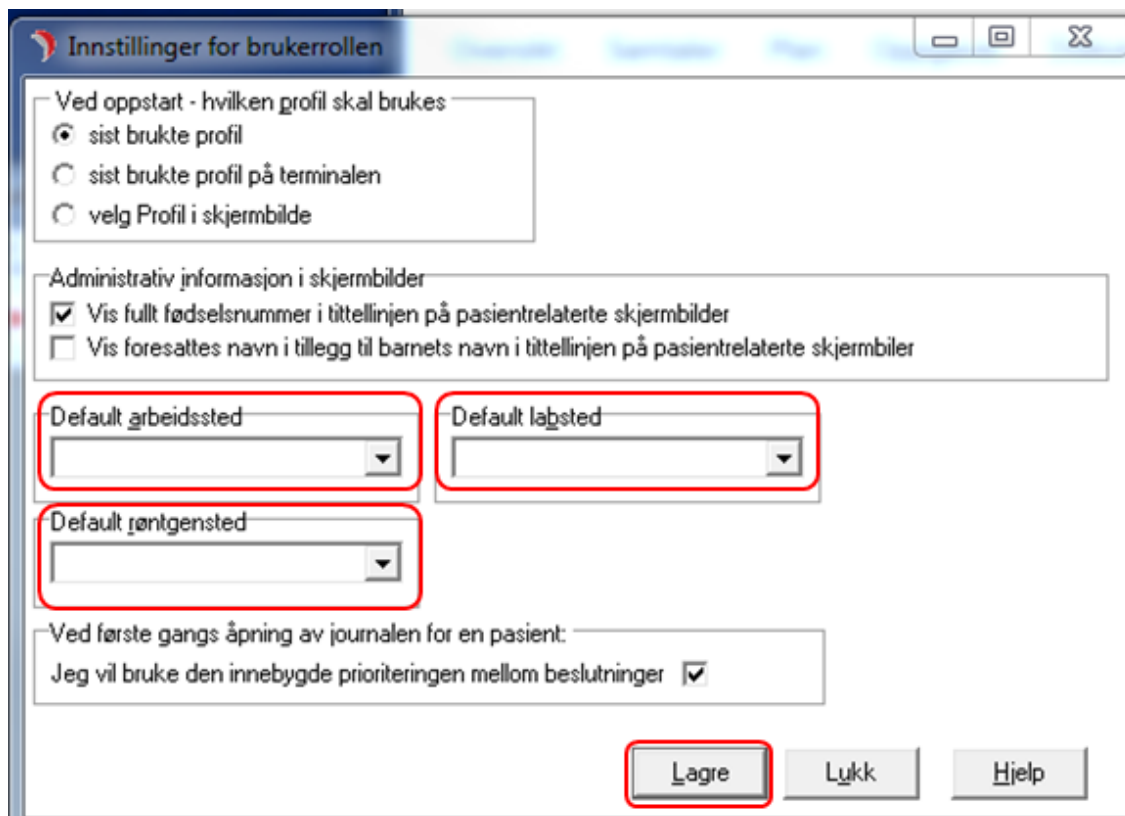 Innstillinger for brukerrollen
Ved oppstart - hvilken profil skal brukes
sist brukte profil
sist brukte profil på terminalen
velg Profil i skjermbilde
Administrativ informasjon i skjermbilder
Vis fullt fødselsnummer i tittellinjen på pasientrelaterte skjermbilder
Vis foresattes navn i tillegg til barnets navn i tittellinjen på pasientrelaterte skjermbiler
Default arbeidssted
Default labsted
Default røntgensted
Ved første gangs åpning av journalen for en pasient:
Jeg vil bruke den innebygde prioriteringen mellom beslutninger
Lagre
Lukk
Hjelp